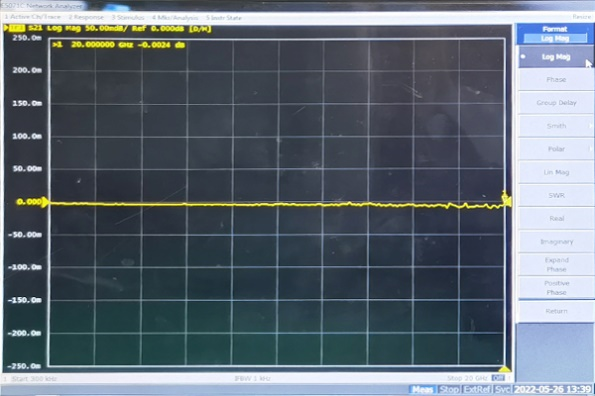 E5071C Network Analyzer
1 Active Ch/Trace 2 Response 3 Stimulus 4 Mkr/Analysis 5 Instr State
Resize
Tr1 S21 Log Mag 50.00mdB/ Ref 0.000dB [D/M]
>1 20.000000 GHz -0.0024 dB
250.0m
200.0m
150.0m
100.0m
50.00m
0.000
-50.00m
-100.0m
-150.0m
-200.0m
-250.0m
1 Start 300 kHz IFBW 1 kHz Stop 20 GHz Off
Format
Log Mag
Log Mag
Phase
Group Delay
Smith
Polar
Lin Mag
SWR
Real
Imaginary
Expand
Phase
Positive
Phase
Return
Meas Stop ExtRef Svc 2022-05-26 13:39